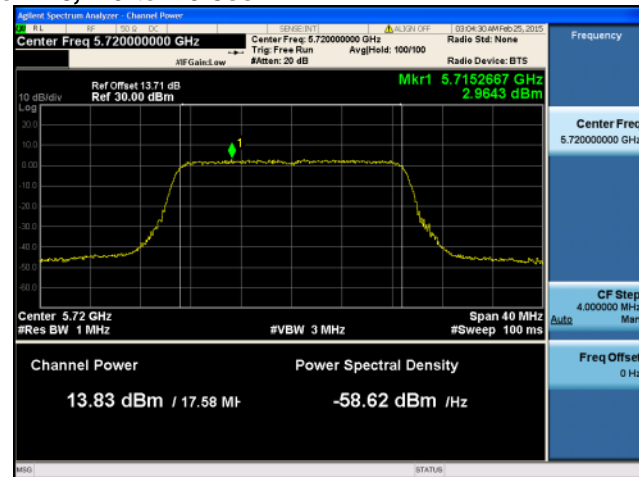 Agilent Spectrum Analyzer - Channel Power
RL RF 50 Ω DC SENSE:INT ALIGN OFF 03:04:30 AM Feb 25, 2015
Center Freq 5.720000000 GHz Center Freq: 5.720000000 GHz Radio Std: None Frequency
Trig: Free Run Avg|Hold: 100/100
#IFGain:Low #Atten: 20 dB Radio Device: BTS
Mkr1 5.7152667 GHz
Ref Offset 13.71 dB
10 dB/div Ref 30.00 dBm 2.9643 dBm
Log
20.0
10.0
0.00
-10.0
-20.0
-30.0
-40.0
-50.0
-60.0
1
Center Freq
5.720000000 GHz
Center 5.72 GHz Span 40 MHz
#Res BW 1 MHz #VBW 3 MHz #Sweep 100 ms
CF Step
4.000000 MHz
Auto Man
Channel Power Power Spectral Density
13.83 dBm / 17.58 MH -58.62 dBm /Hz
Freq Offset
0 Hz
MSG STATUS